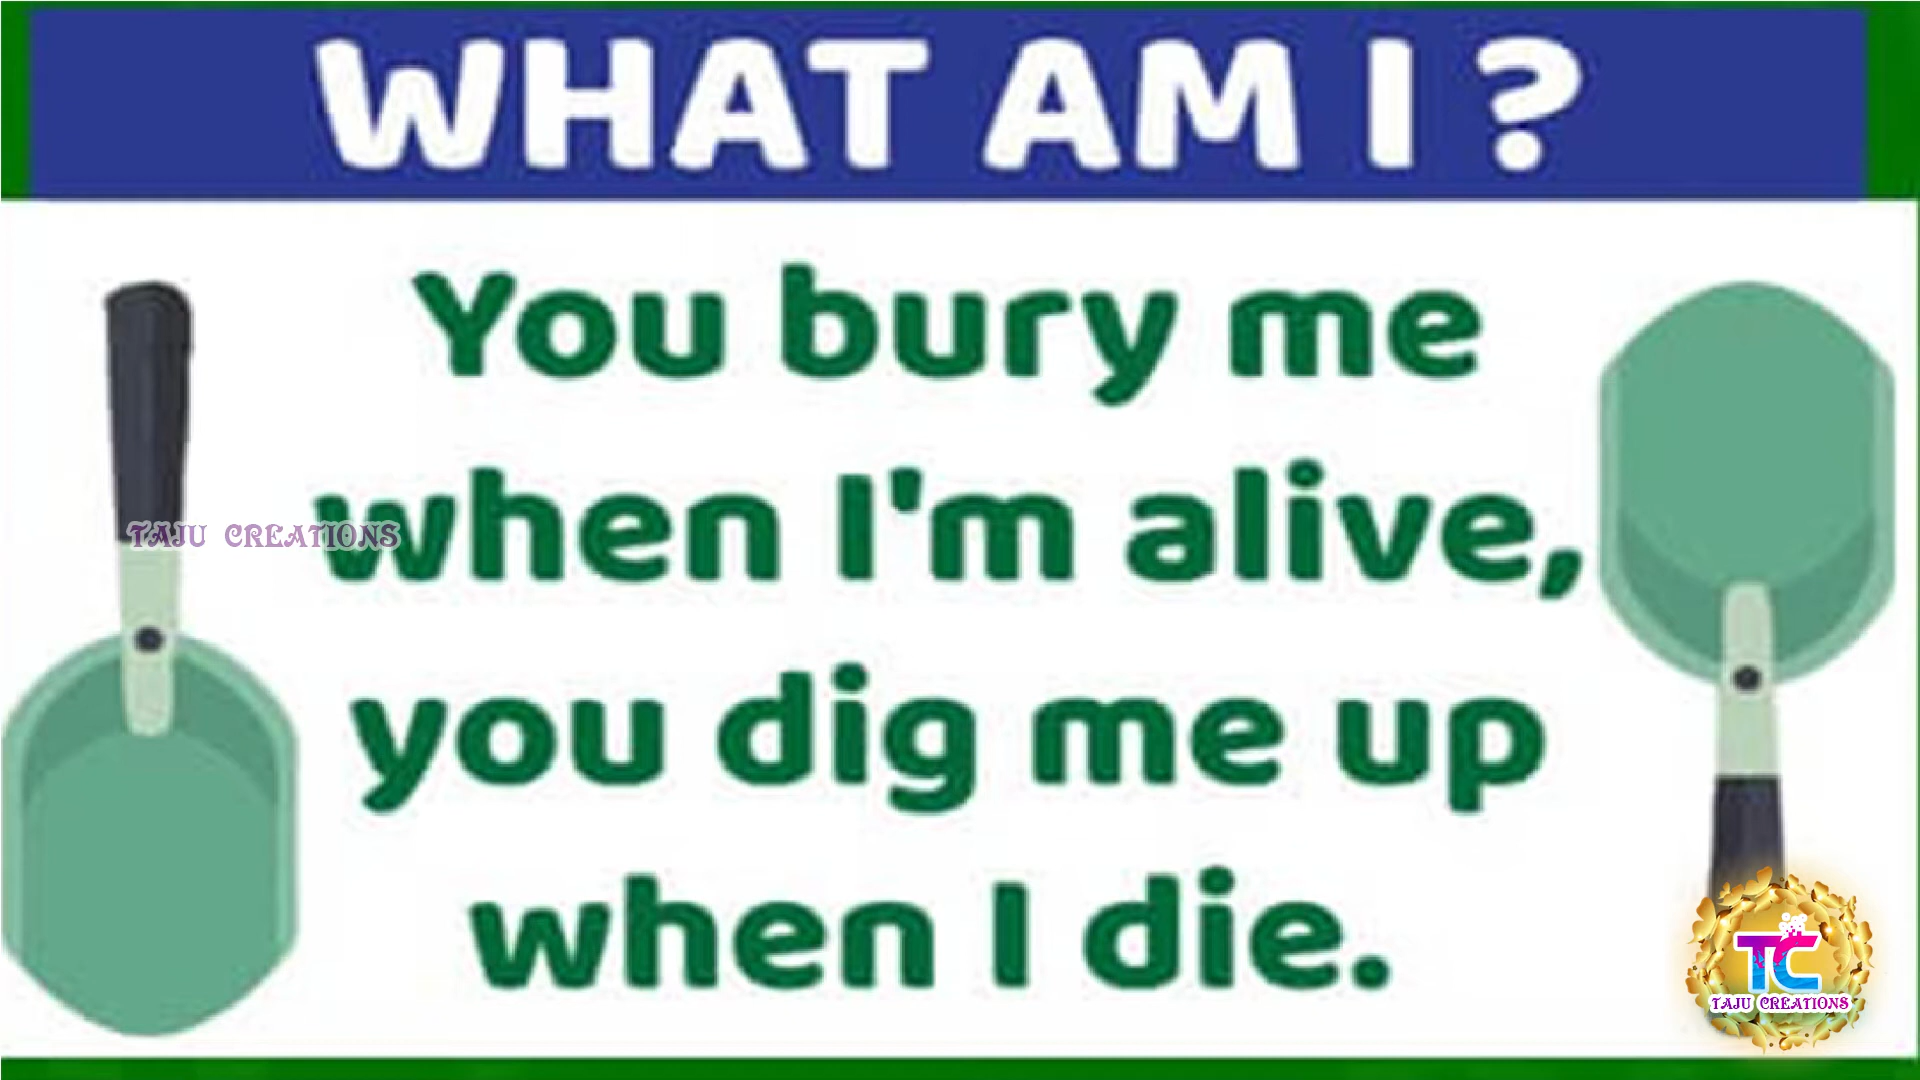 WHAT AM I ?
You bury me
when I'm alive,
TAJU CREATIONS
you dig me up
when I die.
TC
TAJU CREATIONS